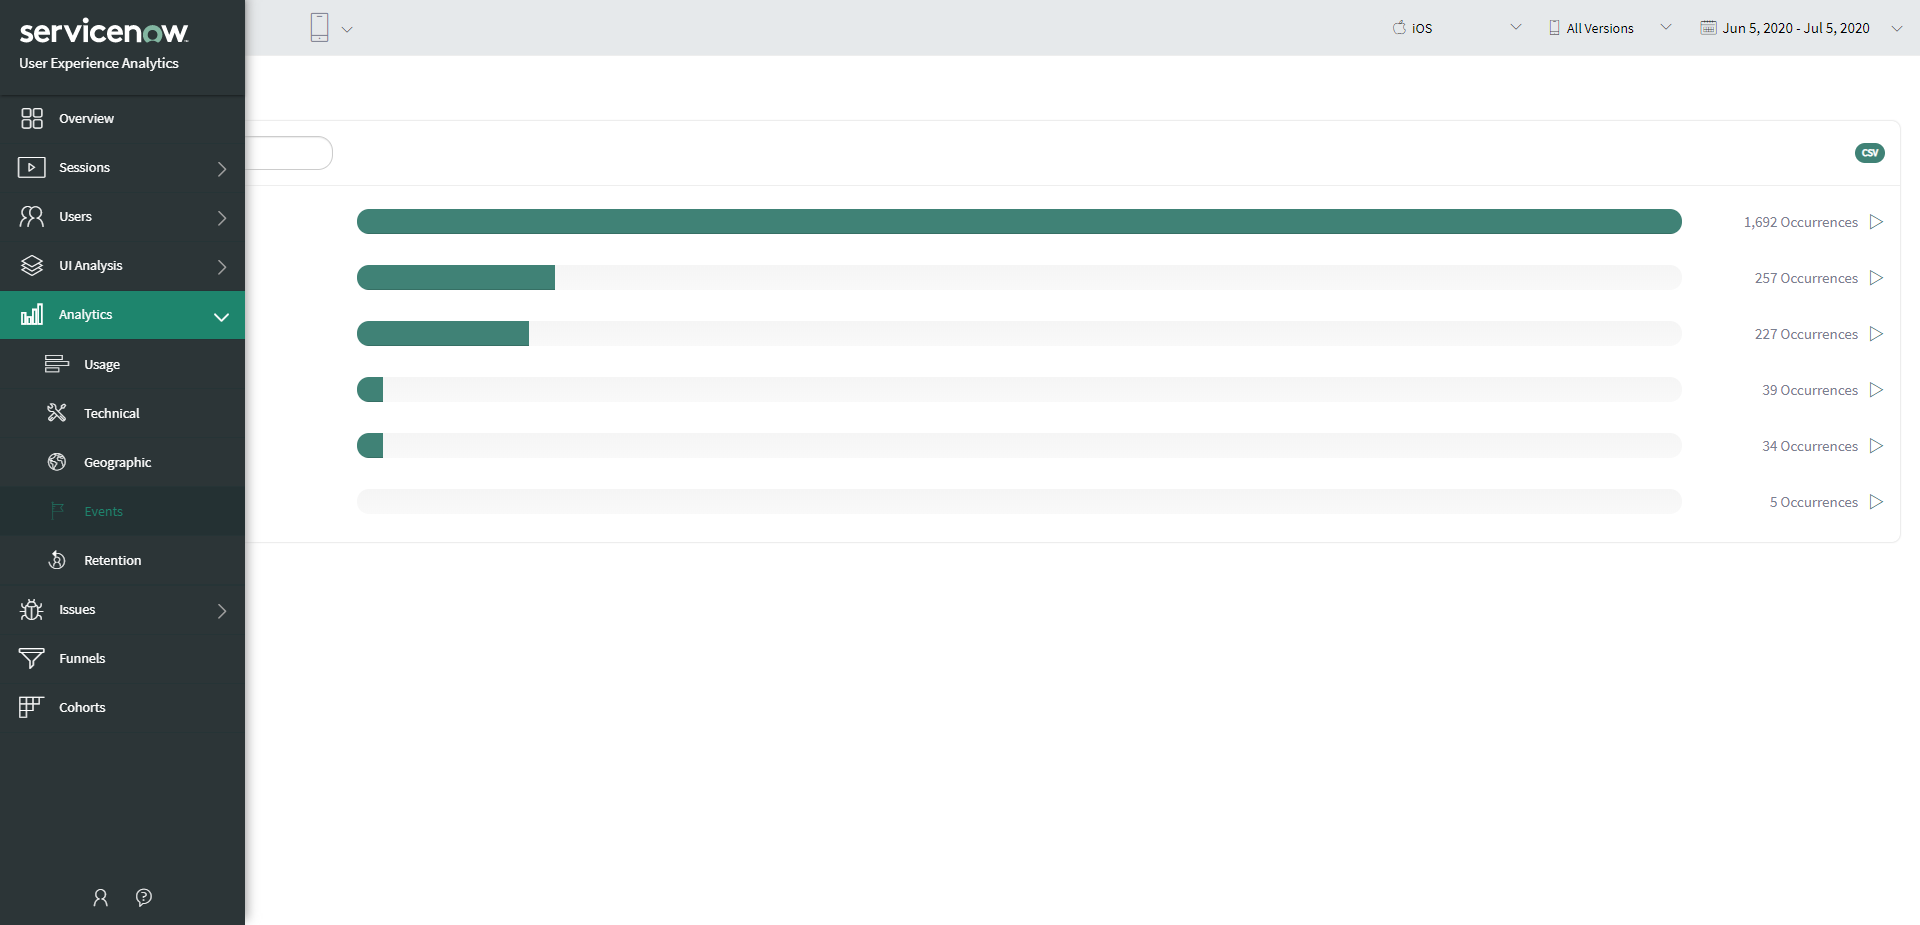 servicenow
User Experience Analytics
iOS
All Versions
Jun 5, 2020 - Jul 5, 2020
Overview
Sessions
Users
UI Analysis
Analytics
Usage
Technical
Geographic
Events
Retention
Issues
Funnels
Cohorts
CSV
1,692 Occurrences
257 Occurrences
227 Occurrences
39 Occurrences
34 Occurrences
5 Occurrences